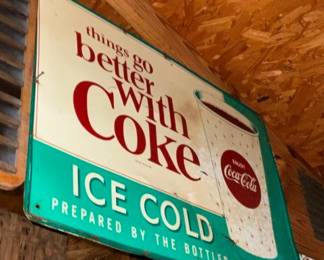 things go
better
with
Coke
ENJOY
Coca-Cola
ICE COLD
PREPARED BY THE BOTTLER